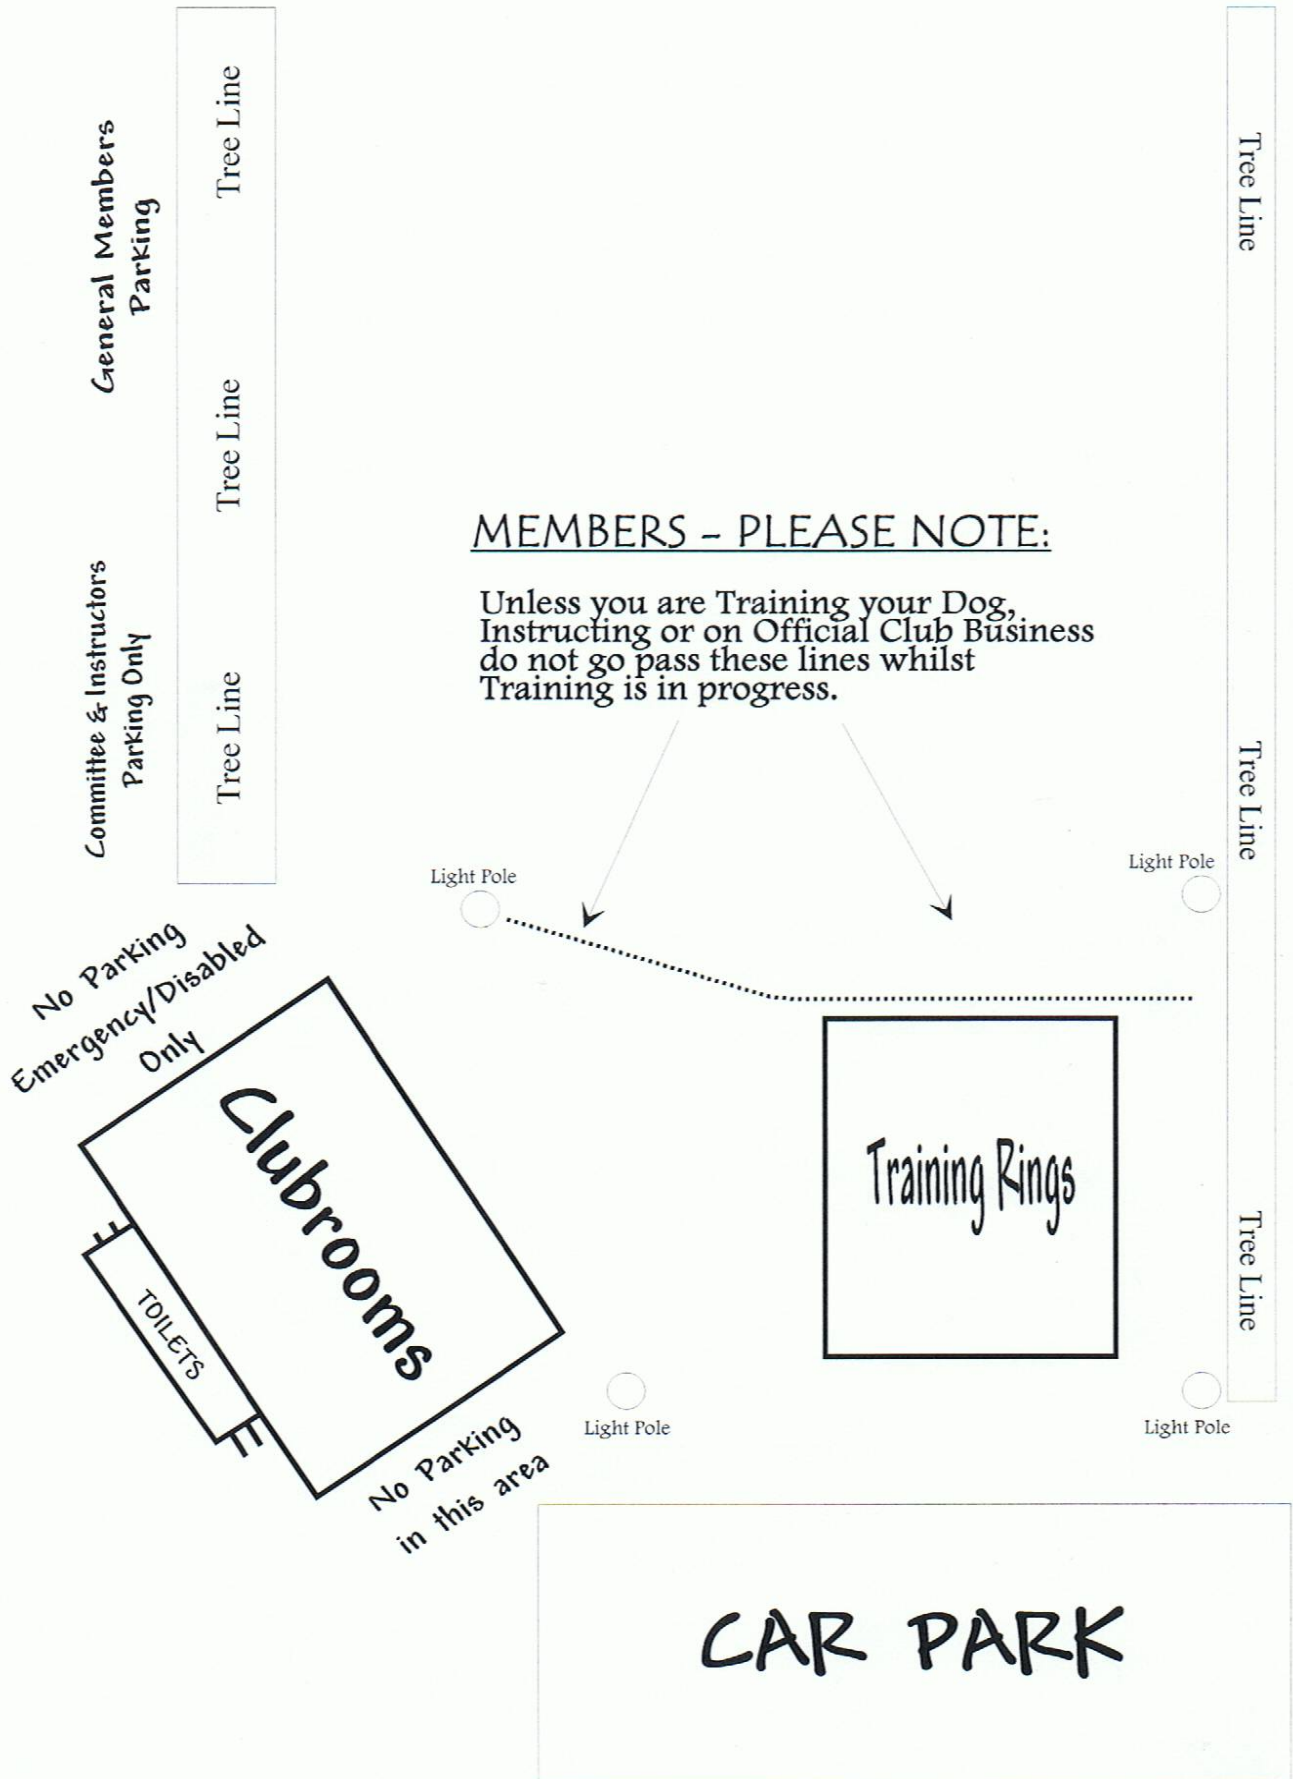 General Members
Parking
Tree Line
Tree Line
Tree Line
Committee & Instructors
Parking Only
MEMBERS - PLEASE NOTE:
Unless you are Training your Dog,
Instructing or on Official Club Business
do not go pass these lines whilst
Training is in progress.
Tree Line
Tree Line
Tree Line
Light Pole
Light Pole
No Parking
Emergency/Disabled
Only
Clubrooms
TOILETS
Training Rings
No Parking
in this area
Light Pole
Light Pole
CAR PARK